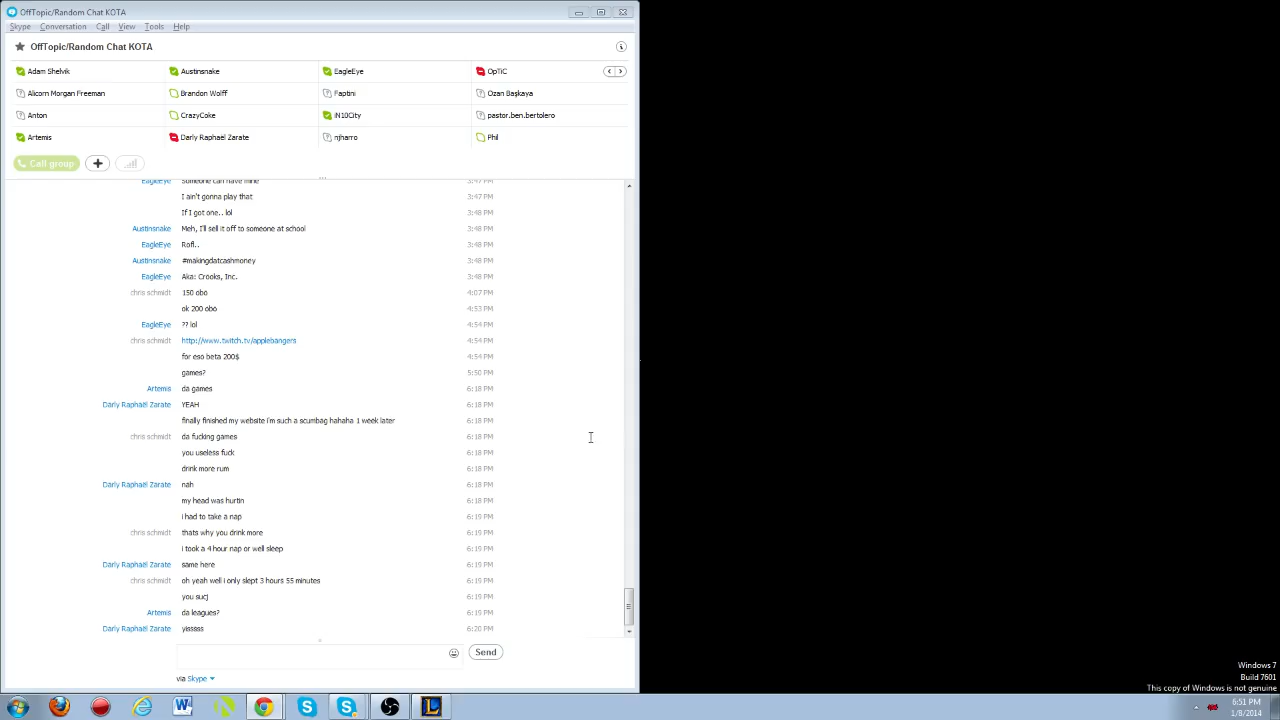 OffTopic/Random Chat KOTA
Skype Conversation Call View Tools Help
OffTopic/Random Chat KOTA
Adam Shelvik Austinsnake EagleEye OpTiC
Alicorn Morgan Freeman Brandon Wolff Faptini Ozan Başkaya
Anton CrazyCoke iN10City pastor.ben.bertolero
Artemis Darly Raphaël Zarate njharro Phil
Call group
EagleEye Someone can have mine 3:47 PM
I ain't gonna play that 3:47 PM
If I got one.. lol 3:48 PM
Austinsnake Meh, I'll sell it off to someone at school 3:48 PM
EagleEye Rofl.. 3:48 PM
Austinsnake #makingdatcashmoney 3:48 PM
EagleEye Aka: Crooks, Inc. 3:48 PM
chris schmidt 150 obo 4:07 PM
ok 200 obo 4:53 PM
EagleEye ?? lol 4:54 PM
chris schmidt http://www.twitch.tv/applebangers 4:54 PM
for eso beta 200$ 4:54 PM
games? 5:50 PM
Artemis da games 6:18 PM
Darly Raphaël Zarate YEAH 6:18 PM
finally finished my website i'm such a scumbag hahaha 1 week later 6:18 PM
chris schmidt da fucking games 6:18 PM
you useless fuck 6:18 PM
drink more rum 6:18 PM
Darly Raphaël Zarate nah 6:18 PM
my head was hurtin 6:18 PM
i had to take a nap 6:19 PM
chris schmidt thats why you drink more 6:19 PM
i took a 4 hour nap or well sleep 6:19 PM
Darly Raphaël Zarate same here 6:19 PM
chris schmidt oh yeah well i only slept 3 hours 55 minutes 6:19 PM
you sucj 6:19 PM
Artemis da leagues? 6:19 PM
Darly Raphaël Zarate yisssss 6:20 PM
Send
via Skype
Windows 7
Build 7601
This copy of Windows is not genuine
6:51 PM
1/8/2014